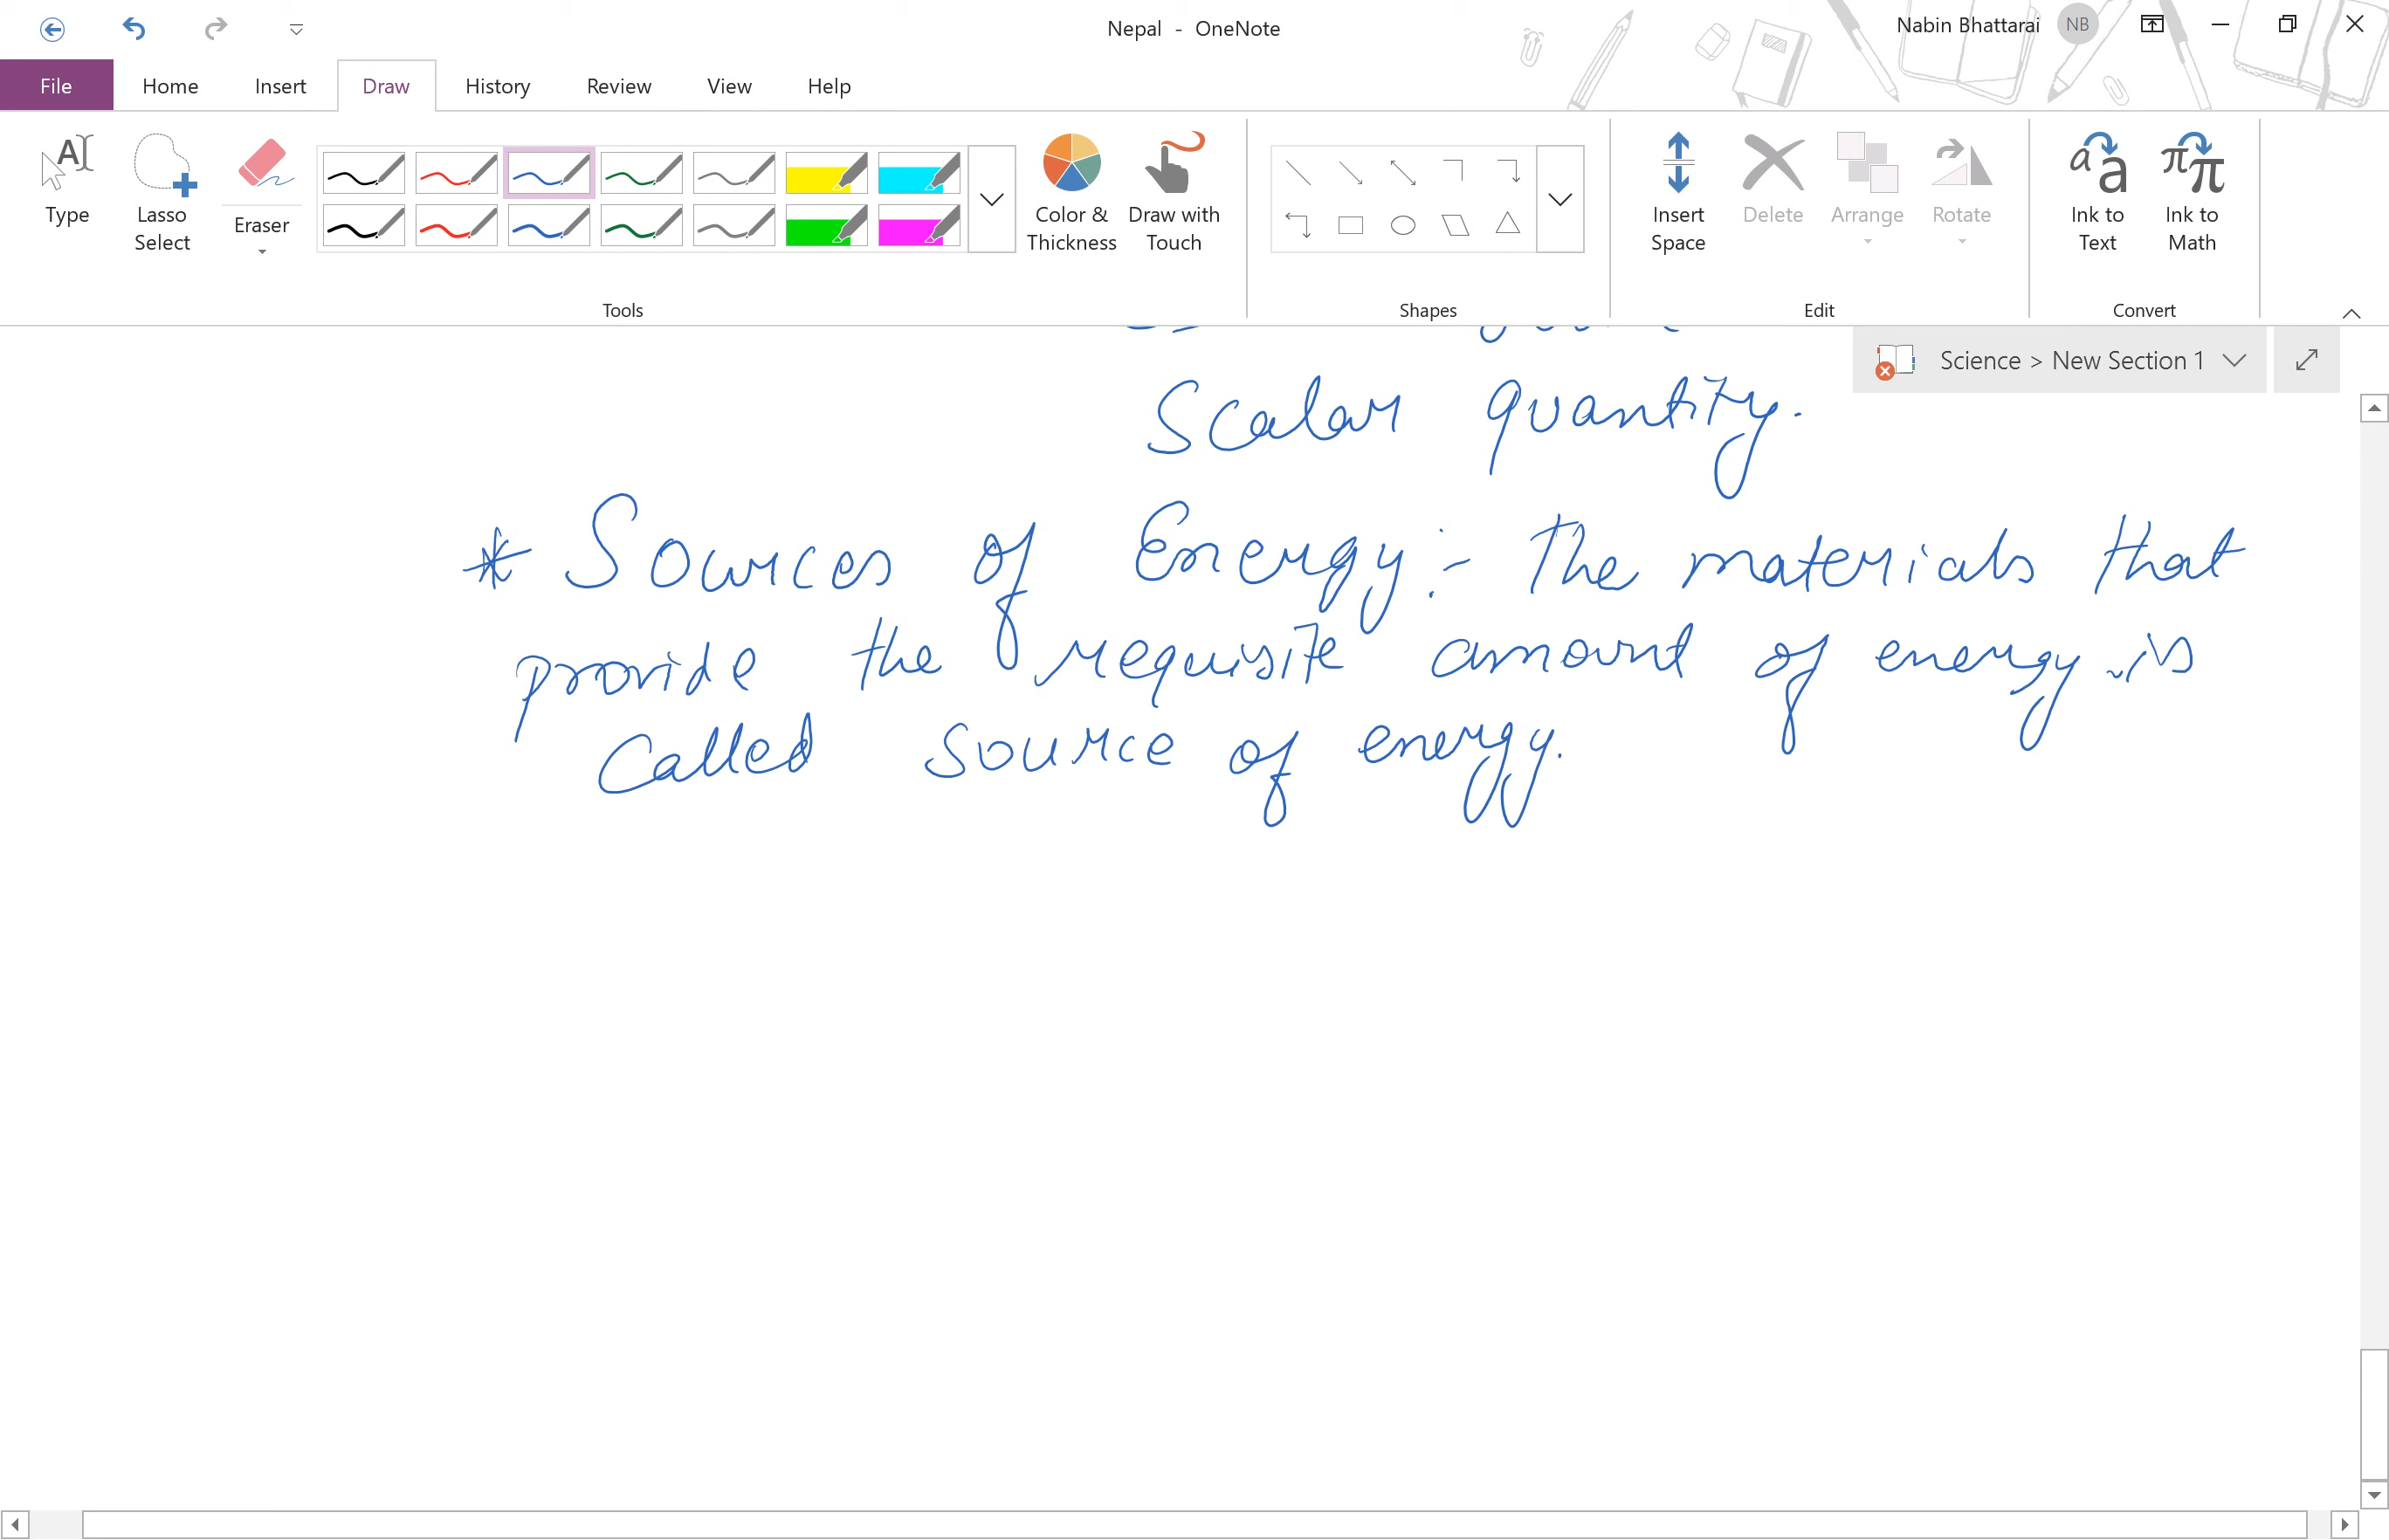 Nepal - OneNote
Nabin Bhattarai NB
File Home Insert Draw History Review View Help
Type
Lasso Select
Eraser
Color & Thickness
Draw with Touch
Insert Space
Delete
Arrange
Rotate
Ink to Text
Ink to Math
Tools Shapes Edit Convert
Science > New Section 1
Scalar quantity.
* Sources of Energy :- The materials that
provide the requisite amount of energy is
called source of energy.